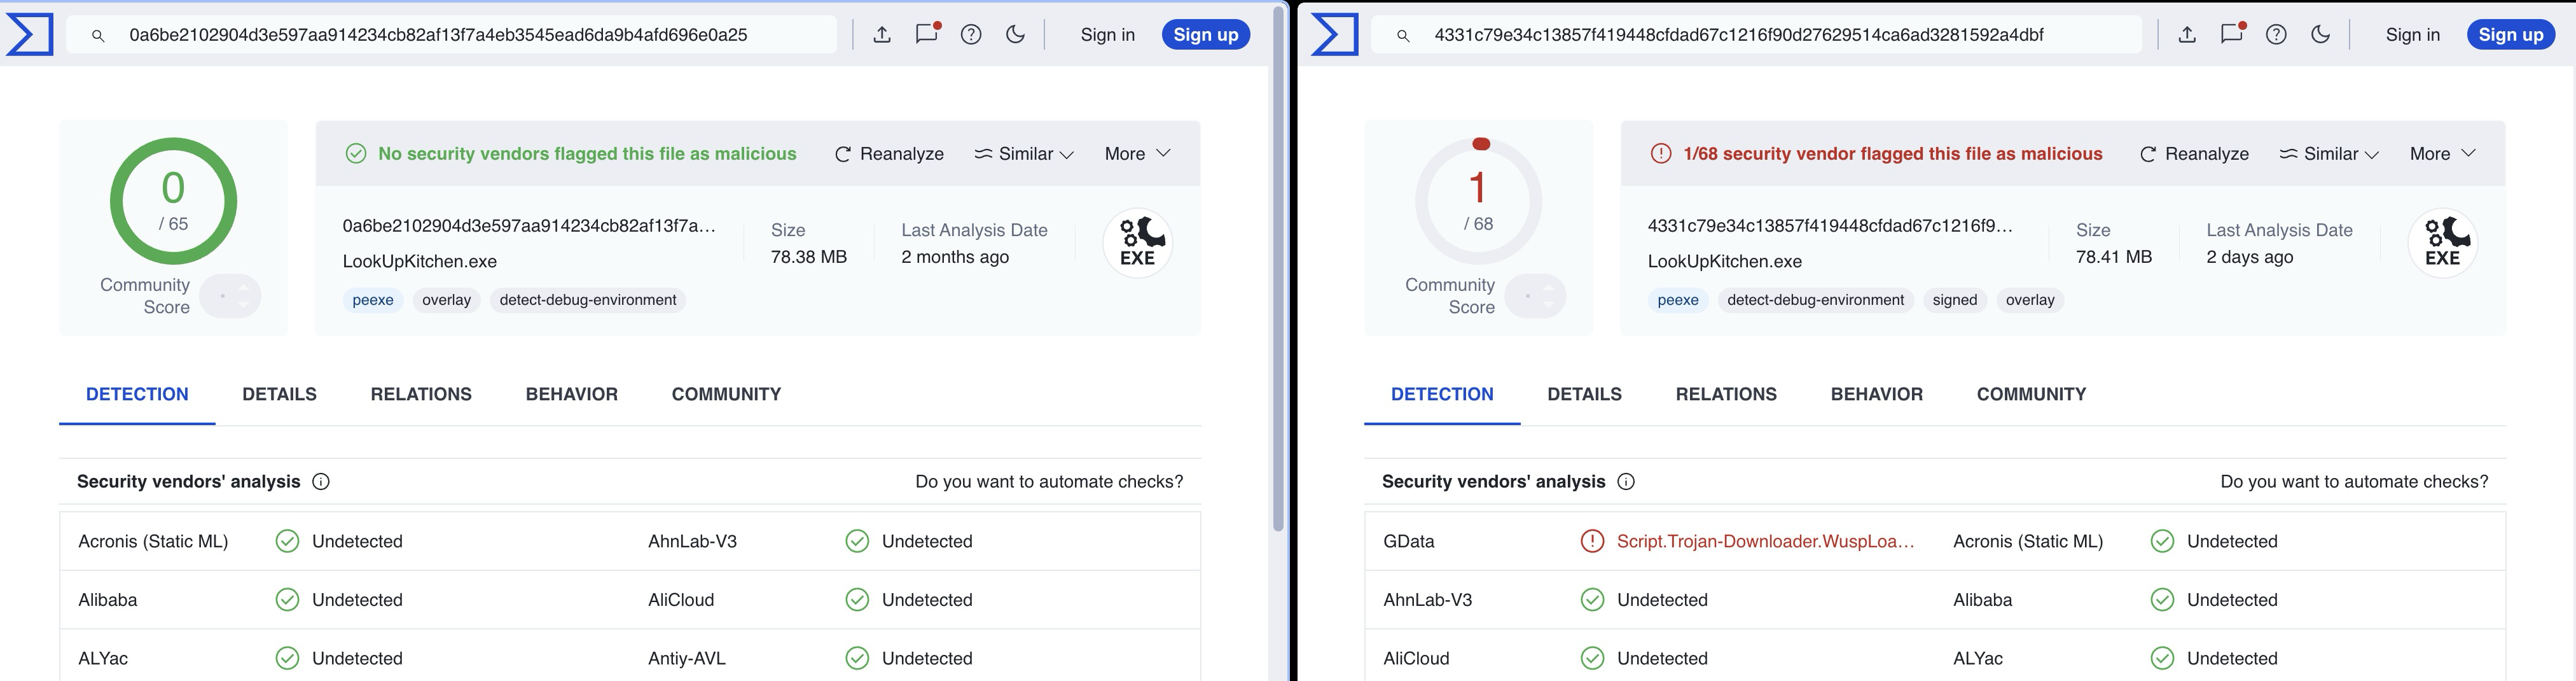 0a6be2102904d3e597aa914234cb82af13f7a4eb3545ead6da9b4afd696e0a25
Sign in
Sign up
0
/ 65
Community
Score
No security vendors flagged this file as malicious
Reanalyze
Similar
More
0a6be2102904d3e597aa914234cb82af13f7a...
LookUpKitchen.exe
peexe
overlay
detect-debug-environment
Size
78.38 MB
Last Analysis Date
2 months ago
EXE
DETECTION
DETAILS
RELATIONS
BEHAVIOR
COMMUNITY
Security vendors' analysis
Do you want to automate checks?
Acronis (Static ML) Undetected AhnLab-V3 Undetected
Alibaba Undetected AliCloud Undetected
ALYac Undetected Antiy-AVL Undetected
4331c79e34c13857f419448cfdad67c1216f90d27629514ca6ad3281592a4dbf
Sign in
Sign up
1
/ 68
Community
Score
1/68 security vendor flagged this file as malicious
Reanalyze
Similar
More
4331c79e34c13857f419448cfdad67c1216f9...
LookUpKitchen.exe
peexe
detect-debug-environment
signed
overlay
Size
78.41 MB
Last Analysis Date
2 days ago
EXE
DETECTION
DETAILS
RELATIONS
BEHAVIOR
COMMUNITY
Security vendors' analysis
Do you want to automate checks?
GData Script.Trojan-Downloader.WuspLoa... Acronis (Static ML) Undetected
AhnLab-V3 Undetected Alibaba Undetected
AliCloud Undetected ALYac Undetected